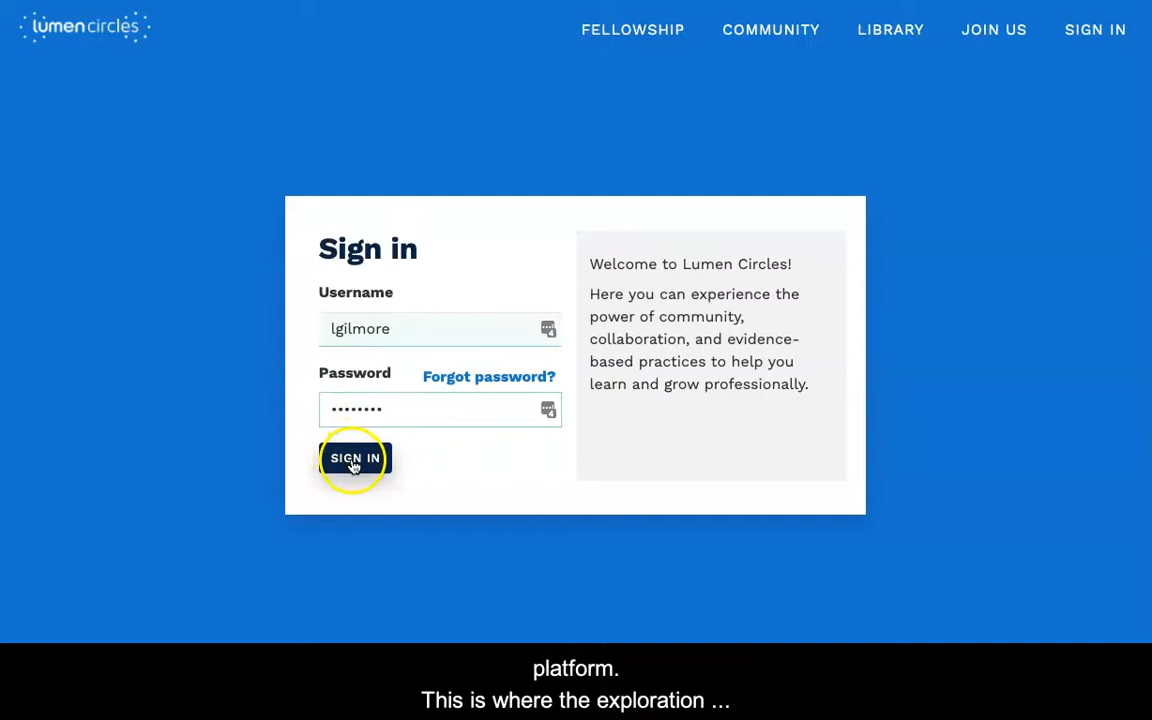 lumen circles
FELLOWSHIP COMMUNITY LIBRARY JOIN US SIGN IN
Sign in
Username
lgilmore
Password Forgot password?
••••••••
SIGN IN
Welcome to Lumen Circles!
Here you can experience the
power of community,
collaboration, and evidence-
based practices to help you
learn and grow professionally.
platform.
This is where the exploration ...